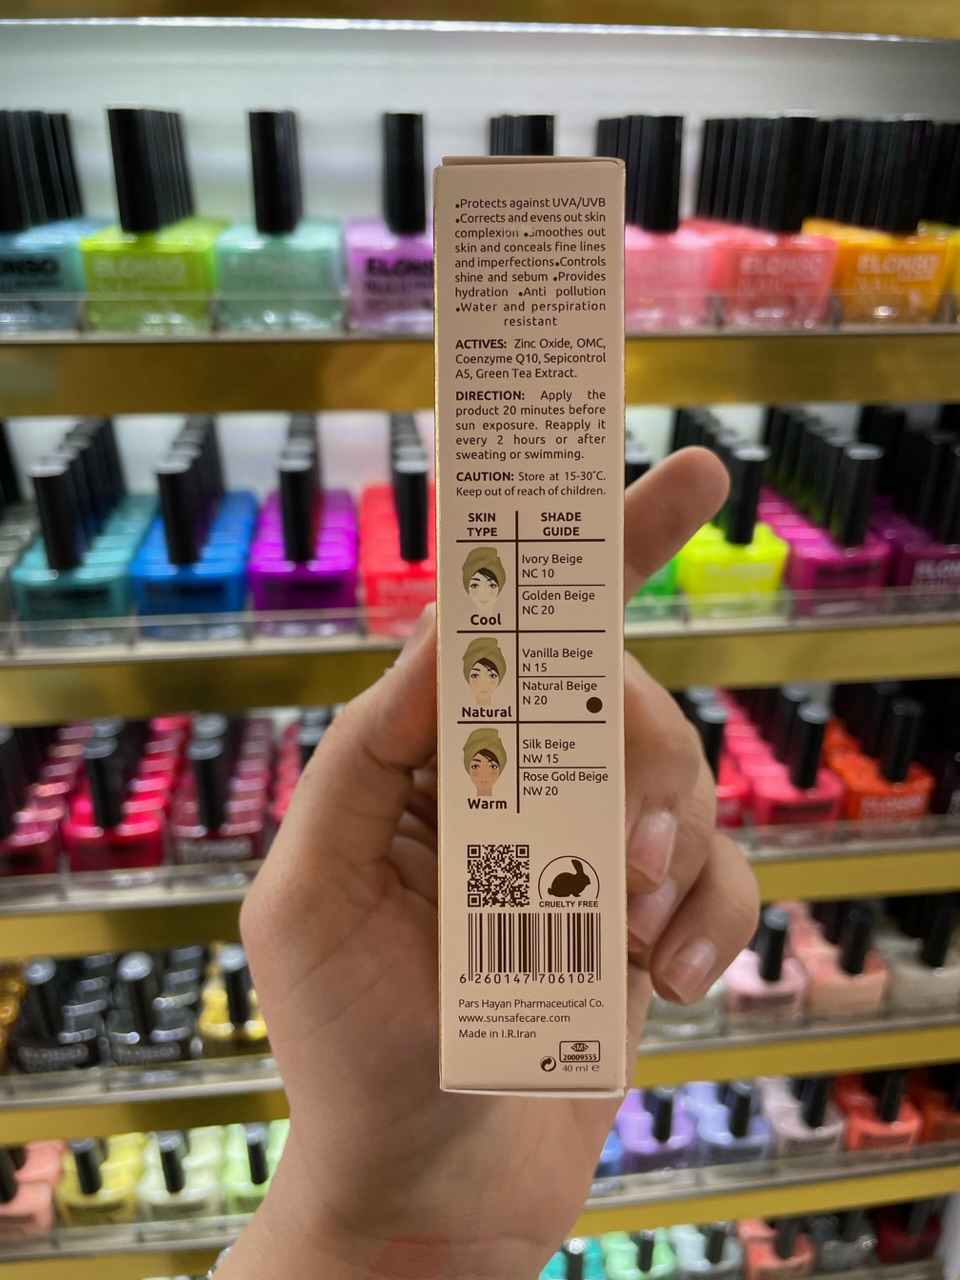 •Protects against UVA/UVB
•Corrects and evens out skin
complexion •Smoothes out
skin and conceals fine lines
and imperfections•Controls
shine and sebum •Provides
hydration •Anti pollution
•Water and perspiration
resistant
ACTIVES: Zinc Oxide, OMC,
Coenzyme Q10, Sepicontrol
A5, Green Tea Extract.
DIRECTION: Apply the
product 20 minutes before
sun exposure. Reapply it
every 2 hours or after
sweating or swimming.
CAUTION: Store at 15-30°C.
Keep out of reach of children.
SKIN TYPE
SHADE GUIDE
Cool
Ivory Beige
NC 10
Golden Beige
NC 20
Natural
Vanilla Beige
N 15
Natural Beige
N 20
Warm
Silk Beige
NW 15
Rose Gold Beige
NW 20
CRUELTY FREE
6 260147 706102
Pars Hayan Pharmaceutical Co.
www.sunsafecare.com
Made in I.R.Iran
SMS
20009555
40 ml e
ELONSO
ELONSO
ELONSO
ELONSO
ELONSO